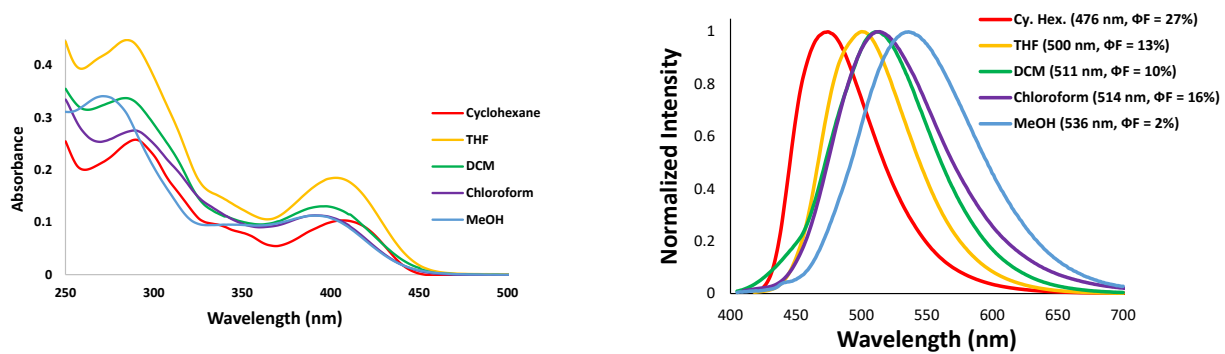 Absorbance
0.4
0.3
0.2
0.1
0
250
300
350
400
450
500
Wavelength (nm)
Cyclohexane
THF
DCM
Chloroform
MeOH
Normalized Intensity
1
0.8
0.6
0.4
0.2
0
400
450
500
550
600
650
700
Wavelength (nm)
Cy. Hex. (476 nm, ΦF = 27%)
THF (500 nm, ΦF = 13%)
DCM (511 nm, ΦF = 10%)
Chloroform (514 nm, ΦF = 16%)
MeOH (536 nm, ΦF = 2%)